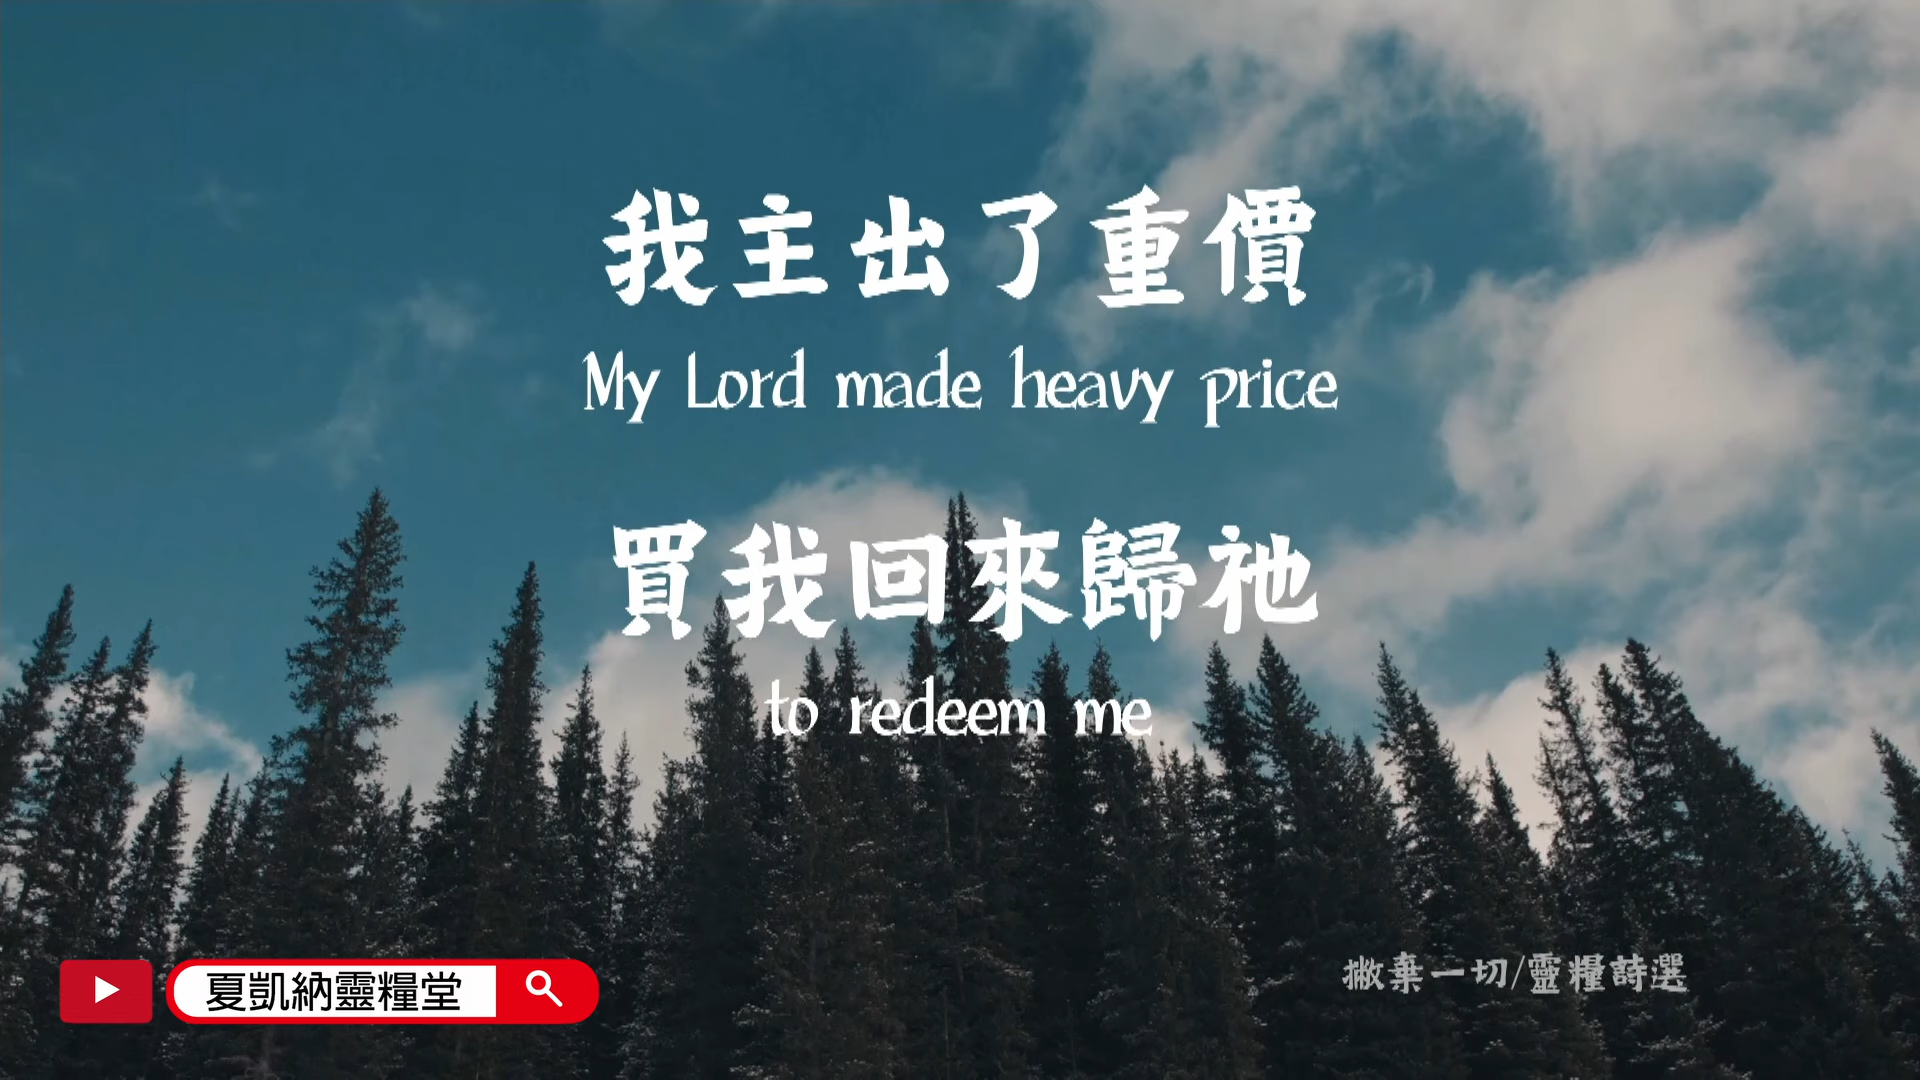 我主出了重價
My Lord made heavy price
買我回來歸祂
to redeem me
夏凱納靈糧堂
撇棄一切/靈糧詩選